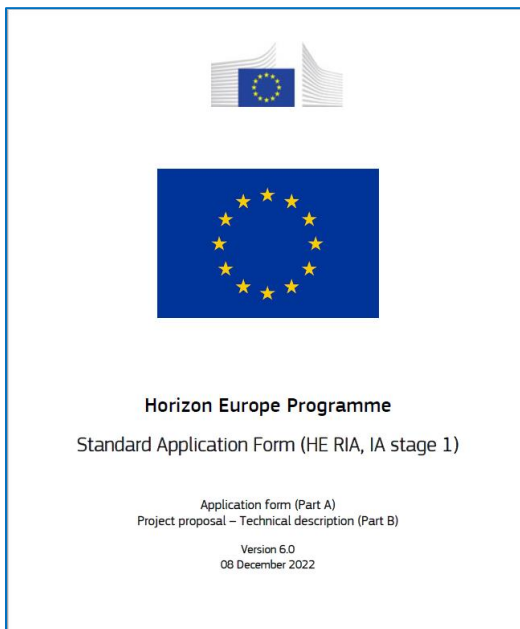 Horizon Europe Programme
Standard Application Form (HE RIA, IA stage 1)
Application form (Part A)
Project proposal – Technical description (Part B)
Version 6.0
08 December 2022